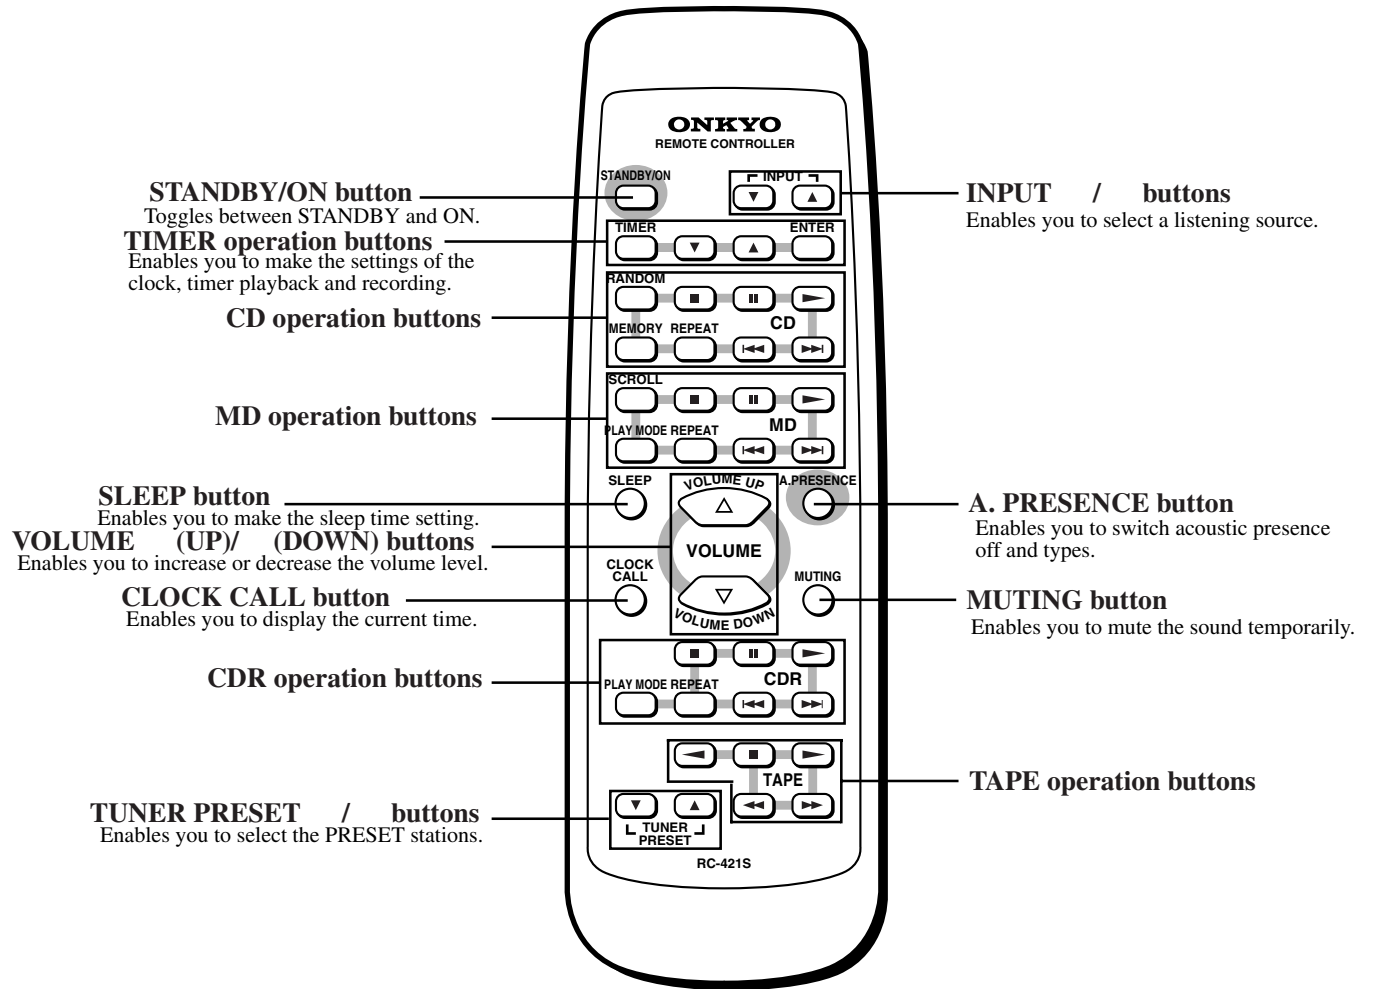 ONKYO
REMOTE CONTROLLER
STANDBY/ON
INPUT
TIMER
ENTER
RANDOM
CD
MEMORY REPEAT
SCROLL
MD
PLAY MODE REPEAT
SLEEP
VOLUME UP
A.PRESENCE
VOLUME
CLOCK
CALL
MUTING
VOLUME DOWN
CDR
PLAY MODE REPEAT
TAPE
TUNER
PRESET
RC-421S
STANDBY/ON button
Toggles between STANDBY and ON.
TIMER operation buttons
Enables you to make the settings of the
clock, timer playback and recording.
CD operation buttons
MD operation buttons
SLEEP button
Enables you to make the sleep time setting.
VOLUME (UP)/ (DOWN) buttons
Enables you to increase or decrease the volume level.
CLOCK CALL button
Enables you to display the current time.
CDR operation buttons
TUNER PRESET / buttons
Enables you to select the PRESET stations.
INPUT / buttons
Enables you to select a listening source.
A. PRESENCE button
Enables you to switch acoustic presence
off and types.
MUTING button
Enables you to mute the sound temporarily.
TAPE operation buttons